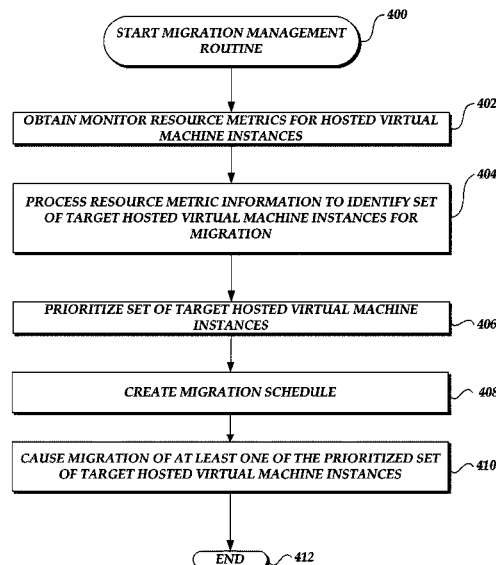 START MIGRATION MANAGEMENT
ROUTINE
400
OBTAIN MONITOR RESOURCE METRICS FOR HOSTED VIRTUAL
MACHINE INSTANCES
402
PROCESS RESOURCE METRIC INFORMATION TO IDENTIFY SET
OF TARGET HOSTED VIRTUAL MACHINE INSTANCES FOR
MIGRATION
404
PRIORITIZE SET OF TARGET HOSTED VIRTUAL MACHINE
INSTANCES
406
CREATE MIGRATION SCHEDULE
408
CAUSE MIGRATION OF AT LEAST ONE OF THE PRIORITIZED SET
OF TARGET HOSTED VIRTUAL MACHINE INSTANCES
410
END
412